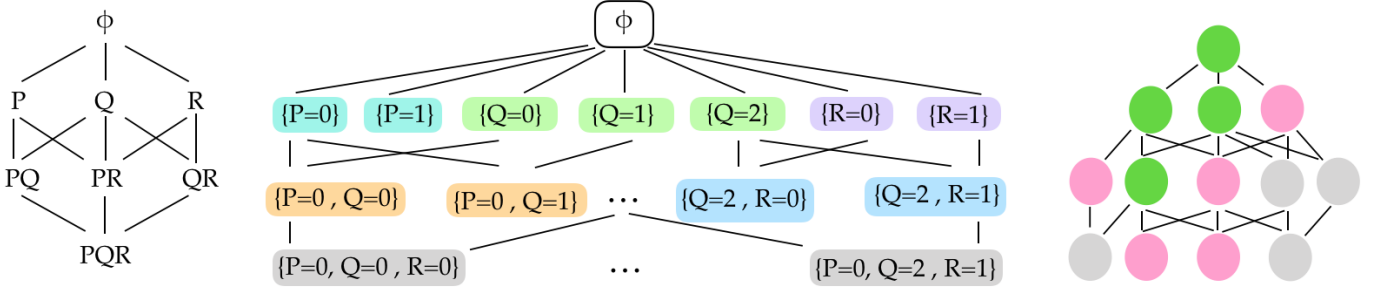 ϕ
P Q R
PQ PR QR
PQR
ϕ
{P=0} {P=1} {Q=0} {Q=1} {Q=2} {R=0} {R=1}
{P=0 , Q=0} {P=0 , Q=1} ... {Q=2 , R=0} {Q=2 , R=1}
{P=0, Q=0 , R=0} ... {P=0, Q=2 , R=1}